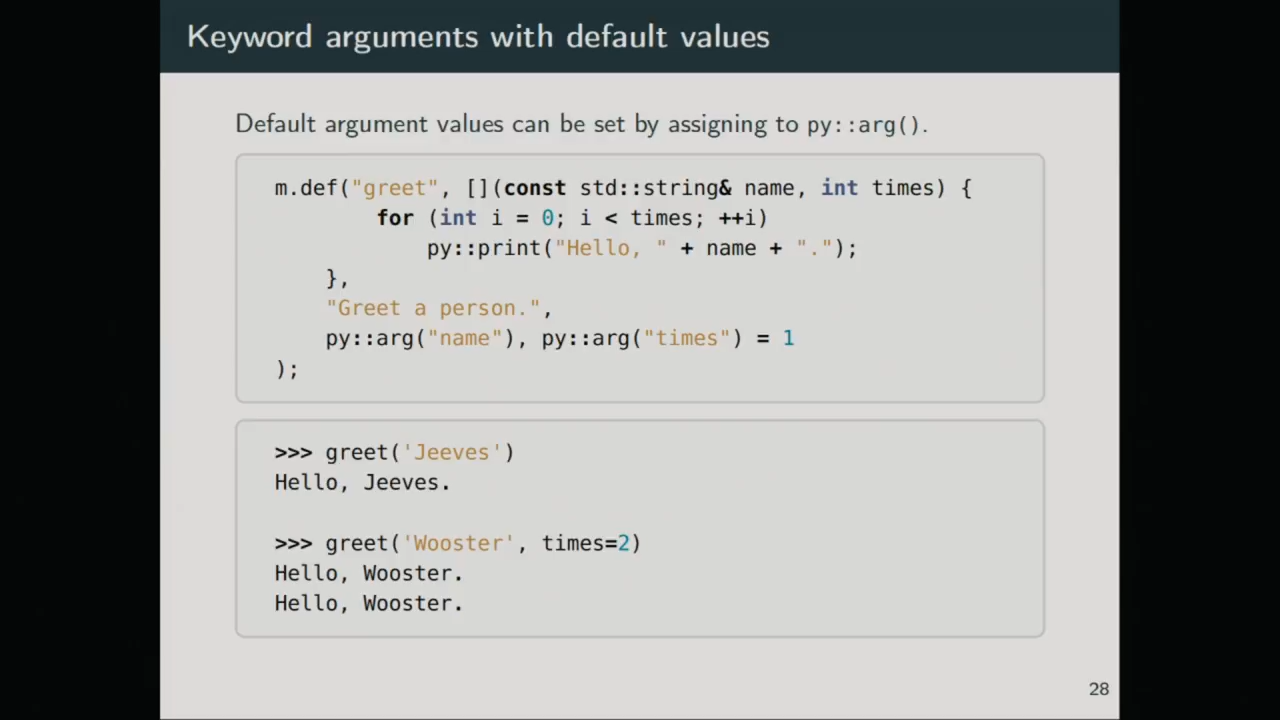 Keyword arguments with default values
Default argument values can be set by assigning to py::arg().
m.def("greet", [](const std::string& name, int times) {
        for (int i = 0; i < times; ++i)
            py::print("Hello, " + name + ".");
    },
    "Greet a person.",
    py::arg("name"), py::arg("times") = 1
);
>>> greet('Jeeves')
Hello, Jeeves.
>>> greet('Wooster', times=2)
Hello, Wooster.
Hello, Wooster.
28